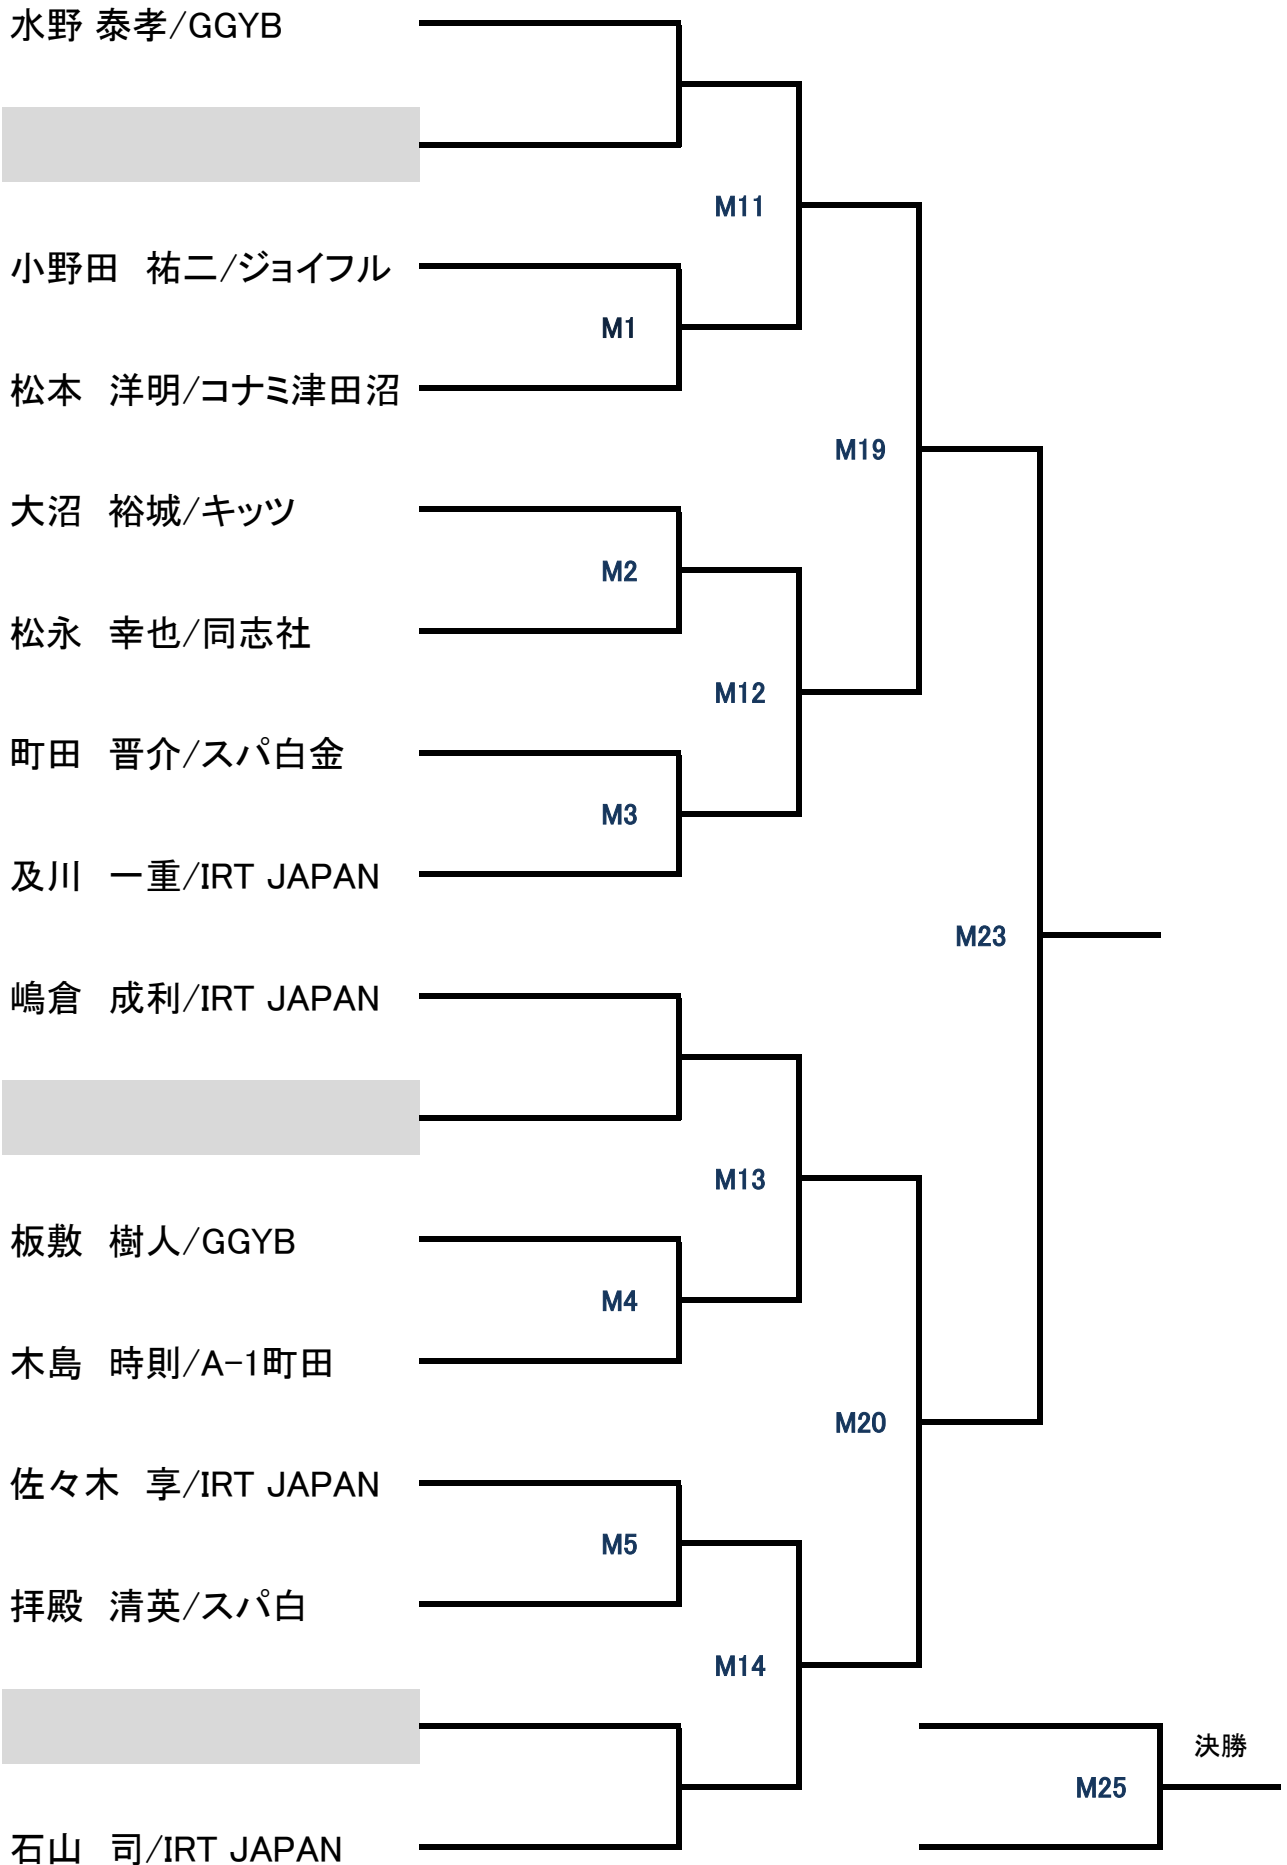 水野 泰孝/GGYB
M11
小野田　祐二/ジョイフル
M1
松本　洋明/コナミ津田沼
M19
大沼　裕城/キッツ
M2
松永　幸也/同志社
M12
町田　晋介/スパ白金
M3
及川　一重/IRT JAPAN
M23
嶋倉　成利/IRT JAPAN
M13
板敷　樹人/GGYB
M4
木島　時則/A-1町田
M20
佐々木　享/IRT JAPAN
M5
拝殿　清英/スパ白
M14
決勝
M25
石山　司/IRT JAPAN